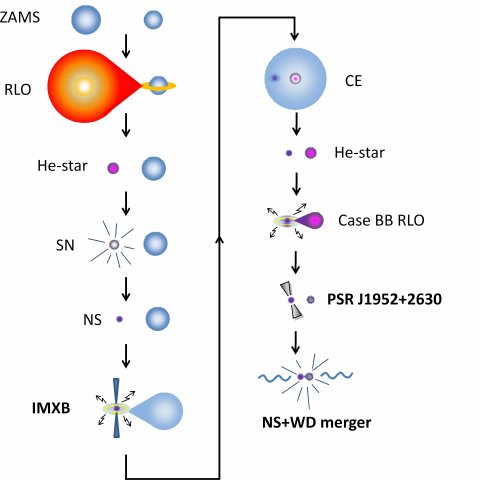 ZAMS
RLO
He-star
SN
NS
IMXB
CE
He-star
Case BB RLO
PSR J1952+2630
NS+WD merger